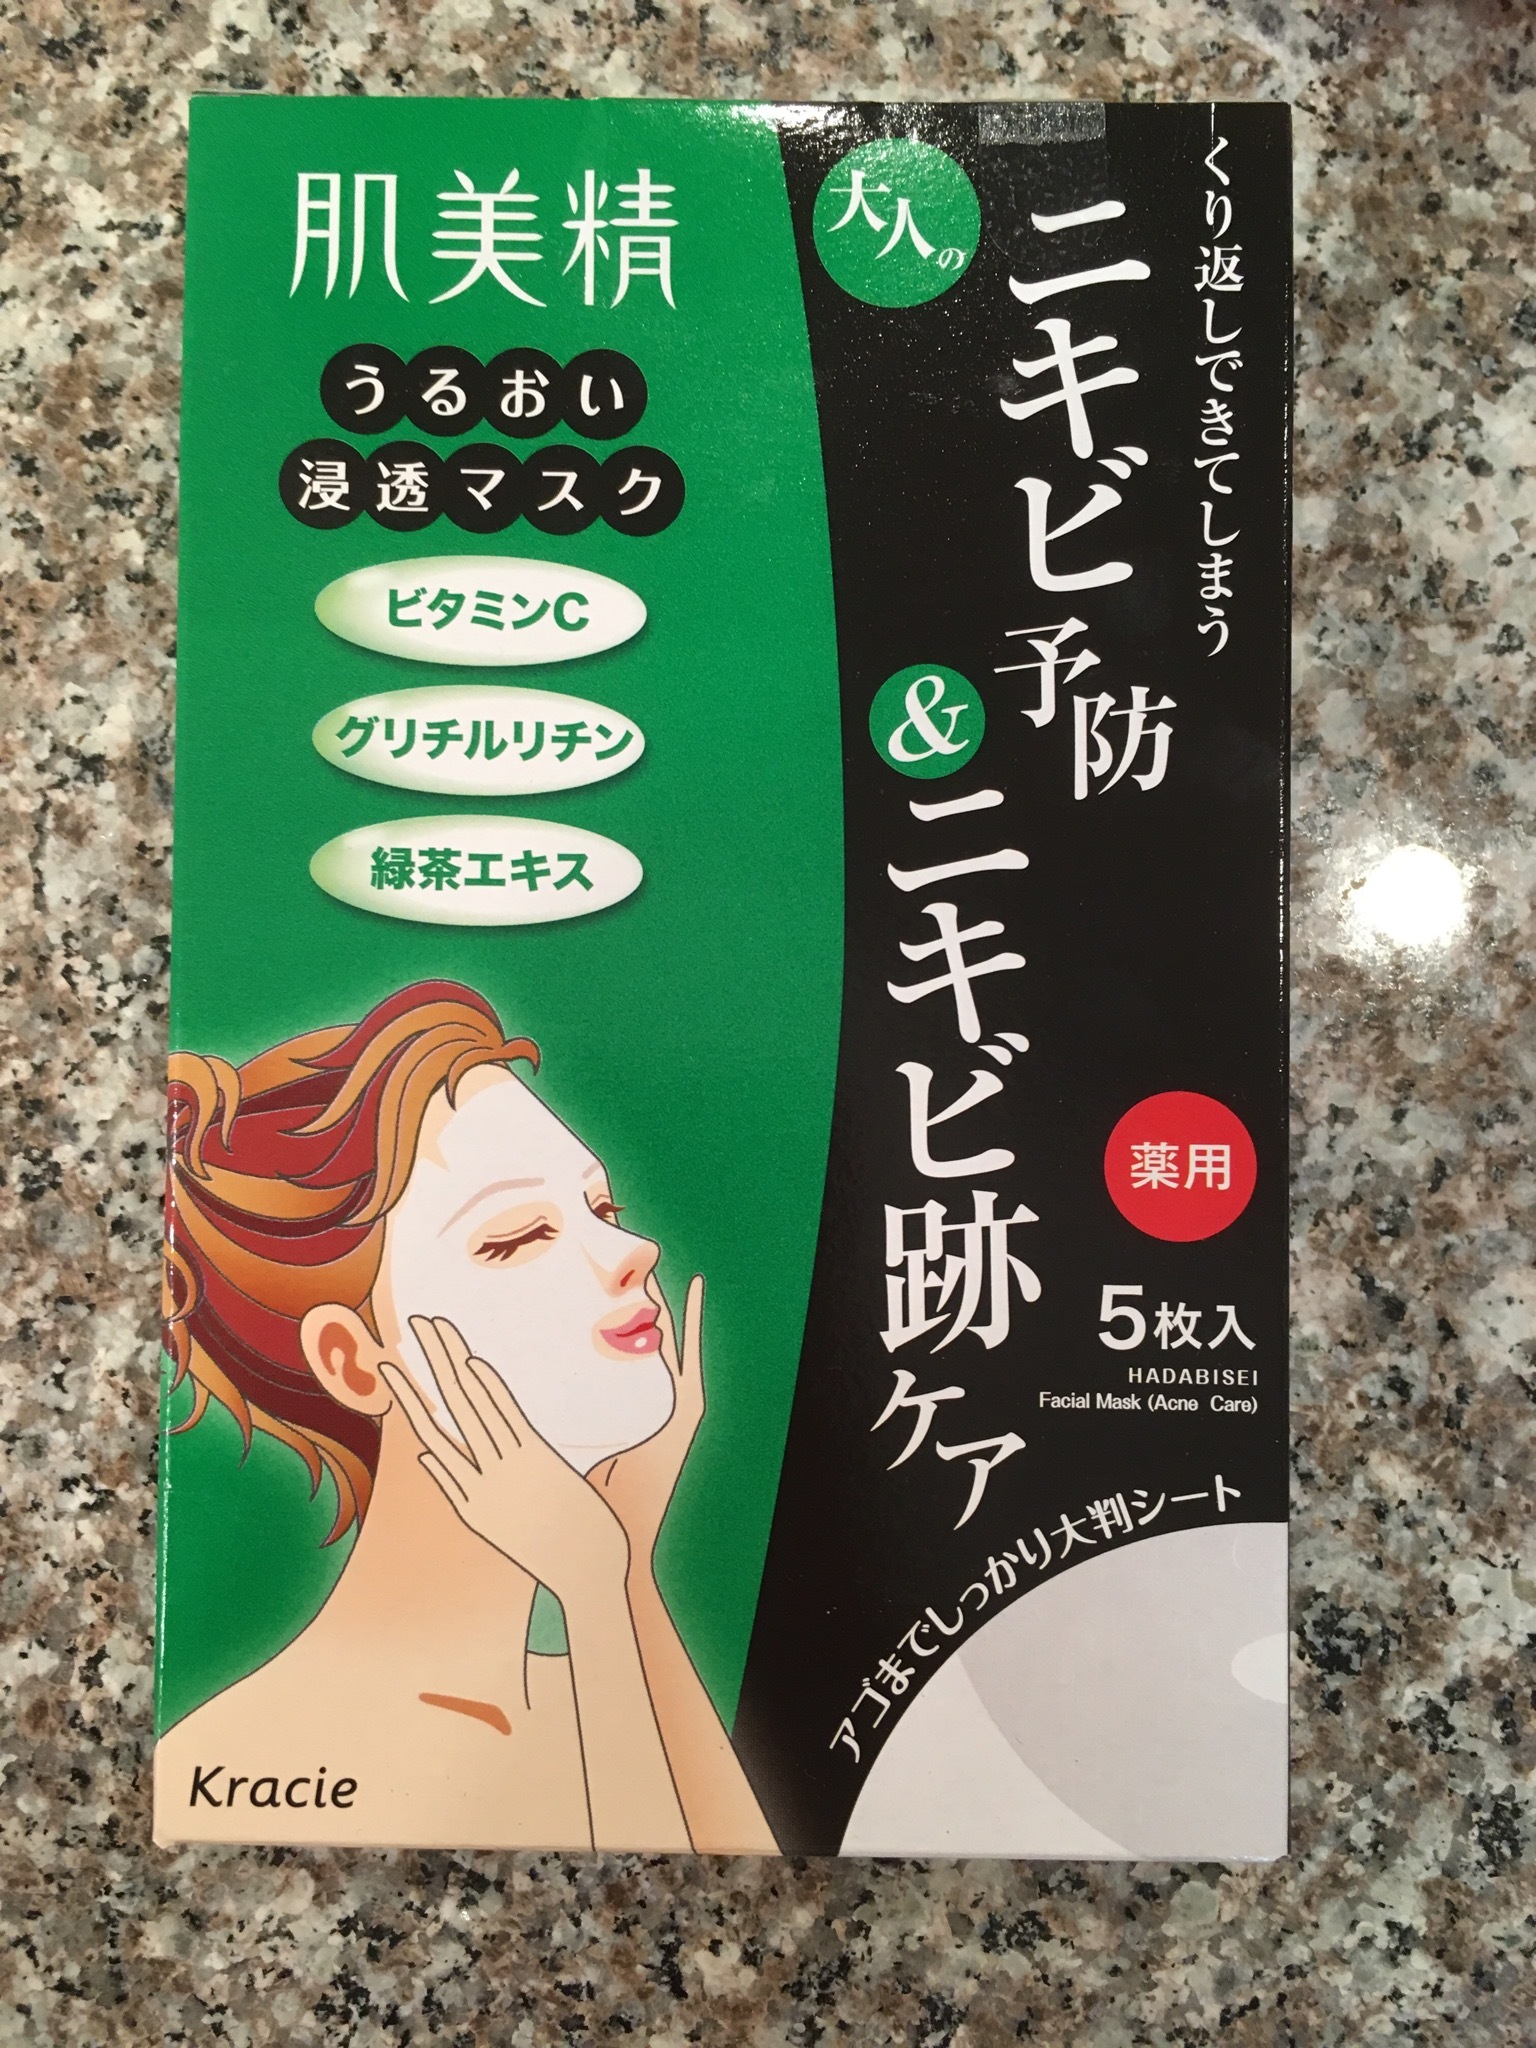 肌美精
うるおい
浸透マスク
ビタミンC
グリチルリチン
緑茶エキス
Kracie
くり返しできてしまう
大人の
ニキビ予防
&
ニキビ跡ケア
薬用
5枚入
HADABISEI
Facial Mask (Acne Care)
アゴまでしっかり大判シート